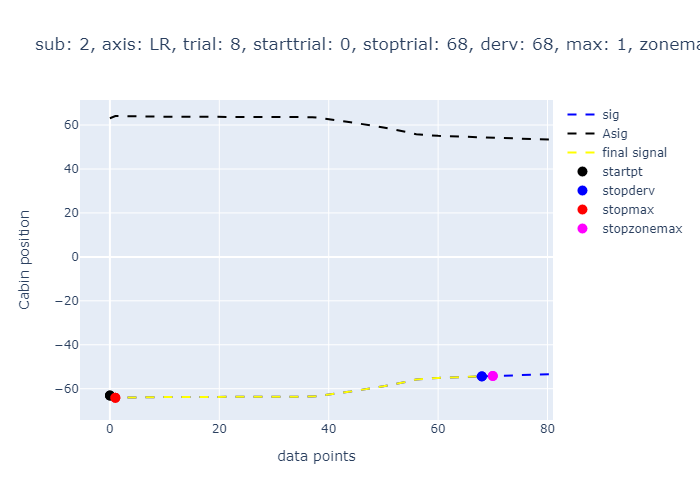 sub: 2, axis: LR, trial: 8, starttrial: 0, stoptrial: 68, derv: 68, max: 1, zonema
sig
Asig
final signal
startpt
stopderv
stopmax
stopzonemax
Cabin position
60
40
20
0
−20
−40
−60
0 20 40 60 80
data points